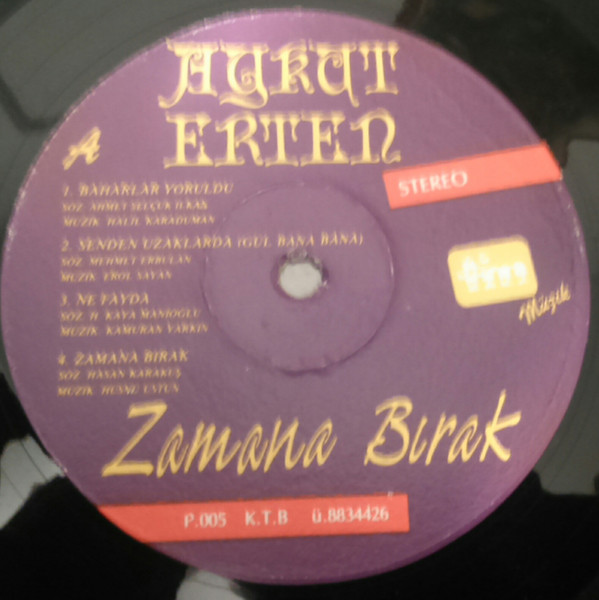 AYKUT
ERTEN
A
STEREO
1. BAHARLAR YORULDU
SÖZ: AHMET SELÇUK İLKAN
MÜZİK: HALİL KARADUMAN
2. SENDEN UZAKLARDA (GÜL BANA BANA)
SÖZ: MEHMET ERBULAN
MÜZİK: EROL SAYAN
3. NE FAYDA
SÖZ: H. KAYA MANİOĞLU
MÜZİK: KAMURAN YARKIN
4. ZAMANA BIRAK
SÖZ: HASAN KARAKUŞ
MÜZİK: HÜSNÜ ÜSTÜN
Müzik
Zamana Bırak
P.005 K.T.B Ü.8834426